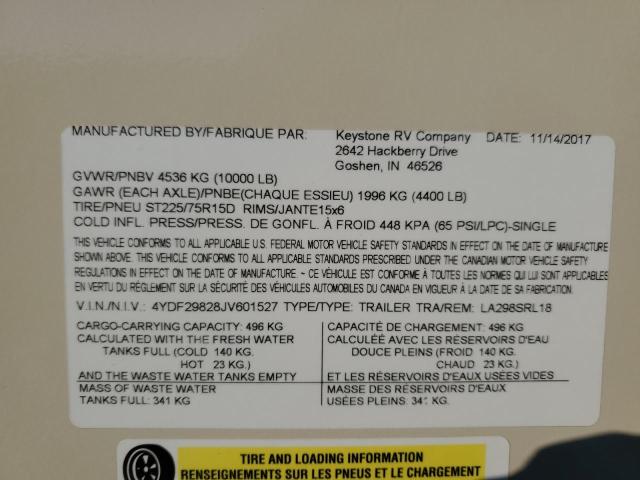 MANUFACTURED BY/FABRIQUE PAR. Keystone RV Company DATE: 11/14/2017
2642 Hackberry Drive
Goshen, IN 46526
GVWR/PNBV 4536 KG (10000 LB)
GAWR (EACH AXLE)/PNBE(CHAQUE ESSIEU) 1996 KG (4400 LB)
TIRE/PNEU ST225/75R15D RIMS/JANTE15x6
COLD INFL. PRESS/PRESS. DE GONFL. À FROID 448 KPA (65 PSI/LPC)-SINGLE
THIS VEHICLE CONFORMS TO ALL APPLICABLE U.S. FEDERAL MOTOR VEHICLE SAFETY STANDARDS IN EFFECT ON THE DATE OF MANUFACTURE
SHOWN ABOVE. THIS VEHICLE CONFORMS TO ALL APPLICABLE STANDARDS PRESCRIBED UNDER THE CANADIAN MOTOR VEHICLE SAFETY
REGULATIONS IN EFFECT ON THE DATE OF MANUFACTURE. ~ CE VÉHICULE EST CONFORME À TOUTES LES NORMES QUI LUI SONT APPLICABLES
EN VERTU DU RÉGLEMENT SUR LA SÉCURITÉ DES VÉHICULES AUTOMOBILES DU CANADA EN VIGUEUR À LA DATE DE SA FABRICATION.
V.I.N./N.I.V.: 4YDF29828JV601527 TYPE/TYPE: TRAILER TRA/REM: LA298SRL18
CARGO-CARRYING CAPACITY: 496 KG
CALCULATED WITH THE FRESH WATER
TANKS FULL (COLD 140 KG.
HOT 23 KG.)
AND THE WASTE WATER TANKS EMPTY
MASS OF WASTE WATER
TANKS FULL: 341 KG
CAPACITÉ DE CHARGEMENT: 496 KG
CALCULÉE AVEC LES RÉSERVOIRS D'EAU
DOUCE PLEINS (FROID 140 KG.
CHAUD 23 KG.)
ET LES RÉSERVOIRS D'EAUX USÉES VIDES
MASSE DES RÉSERVOIRS D'EAUX
USÉES PLEINS: 341 KG
TIRE AND LOADING INFORMATION
RENSEIGNEMENTS SUR LES PNEUS ET LE CHARGEMENT